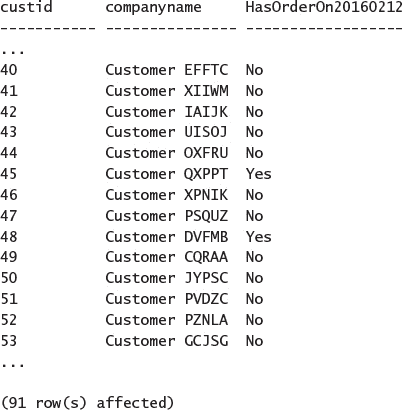 custid companyname HasOrderOn20160212
----------- --------------- ------------------
...
40 Customer EFFTC No
41 Customer XIIWM No
42 Customer IAIJK No
43 Customer UISOJ No
44 Customer OXFRU No
45 Customer QXPPT Yes
46 Customer XPNIK No
47 Customer PSQUZ No
48 Customer DVFMB Yes
49 Customer CQRAA No
50 Customer JYPSC No
51 Customer PVDZC No
52 Customer PZNLA No
53 Customer GCJSG No
...
(91 row(s) affected)